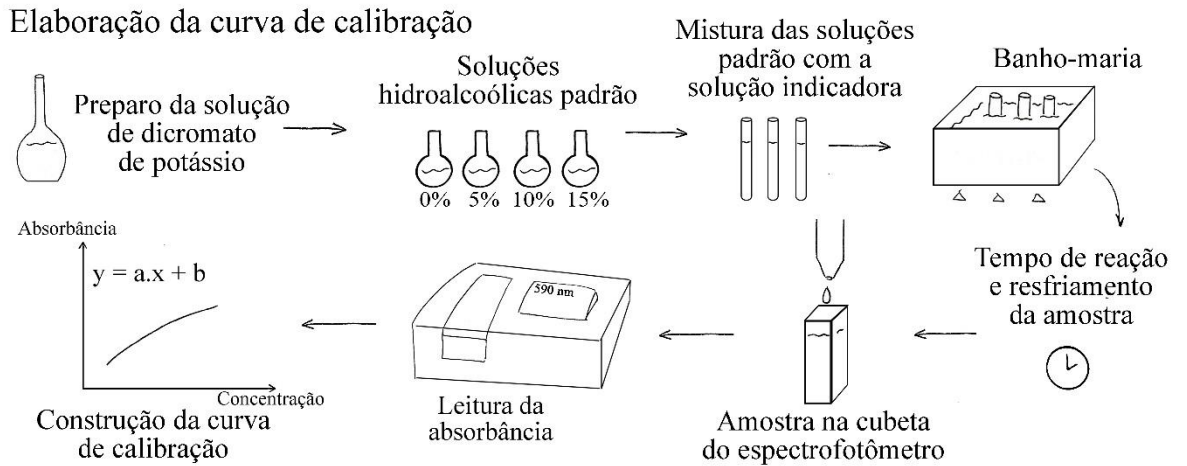 Elaboração da curva de calibração
Preparo da solução
de dicromato
de potássio
Soluções
hidroalcoólicas padrão
0% 5% 10% 15%
Mistura das soluções
padrão com a
solução indicadora
Banho-maria
Tempo de reação
e resfriamento
da amostra
Amostra na cubeta
do espectrofotômetro
590 nm
Leitura da
absorbância
Absorbância
y = a.x + b
Concentração
Construção da curva
de calibração